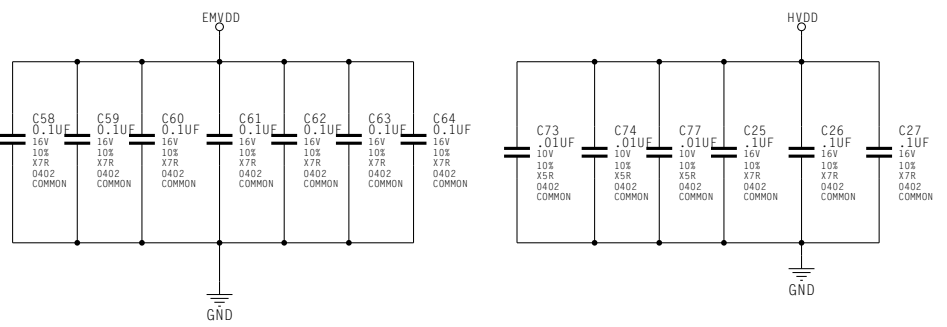 EMVDD
C58
0.1UF
16V
10%
X7R
0402
COMMON
C59
0.1UF
16V
10%
X7R
0402
COMMON
C60
0.1UF
16V
10%
X7R
0402
COMMON
C61
0.1UF
16V
10%
X7R
0402
COMMON
C62
0.1UF
16V
10%
X7R
0402
COMMON
C63
0.1UF
16V
10%
X7R
0402
COMMON
C64
0.1UF
16V
10%
X7R
0402
COMMON
GND
HVDD
C73
.01UF
10V
10%
X5R
0402
COMMON
C74
.01UF
10V
10%
X5R
0402
COMMON
C77
.01UF
10V
10%
X5R
0402
COMMON
C25
.1UF
16V
10%
X7R
0402
COMMON
C26
.1UF
16V
10%
X7R
0402
COMMON
C27
.1UF
16V
10%
X7R
0402
COMMON
GND